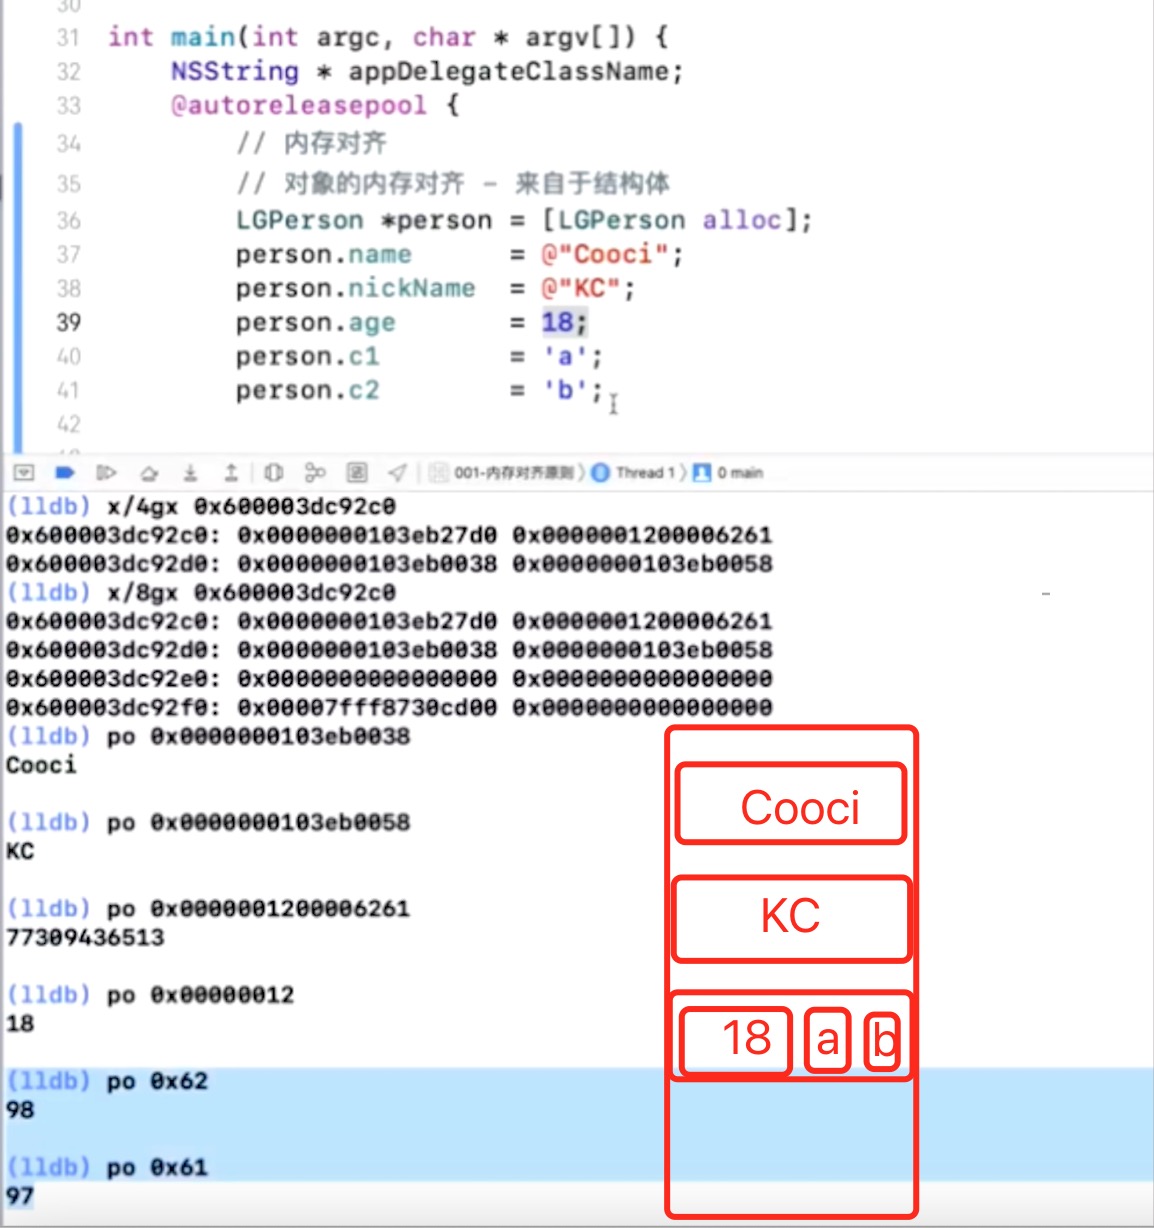 30
31 int main(int argc, char * argv[]) {
32 NSString * appDelegateClassName;
33 @autoreleasepool {
34 // 内存对齐
35 // 对象的内存对齐 - 来自于结构体
36 LGPerson *person = [LGPerson alloc];
37 person.name = @"Cooci";
38 person.nickName = @"KC";
39 person.age = 18;
40 person.c1 = 'a';
41 person.c2 = 'b';
42
001-内存对齐原则 〉 Thread 1 〉 0 main
(lldb) x/4gx 0x600003dc92c0
0x600003dc92c0: 0x0000000103eb27d0 0x0000001200006261
0x600003dc92d0: 0x0000000103eb0038 0x0000000103eb0058
(lldb) x/8gx 0x600003dc92c0
0x600003dc92c0: 0x0000000103eb27d0 0x0000001200006261
0x600003dc92d0: 0x0000000103eb0038 0x0000000103eb0058
0x600003dc92e0: 0x0000000000000000 0x0000000000000000
0x600003dc92f0: 0x00007fff8730cd00 0x0000000000000000
(lldb) po 0x0000000103eb0038
Cooci
(lldb) po 0x0000000103eb0058
KC
(lldb) po 0x0000001200006261
77309436513
(lldb) po 0x00000012
18
(lldb) po 0x62
98
(lldb) po 0x61
97
Cooci
KC
18 a b